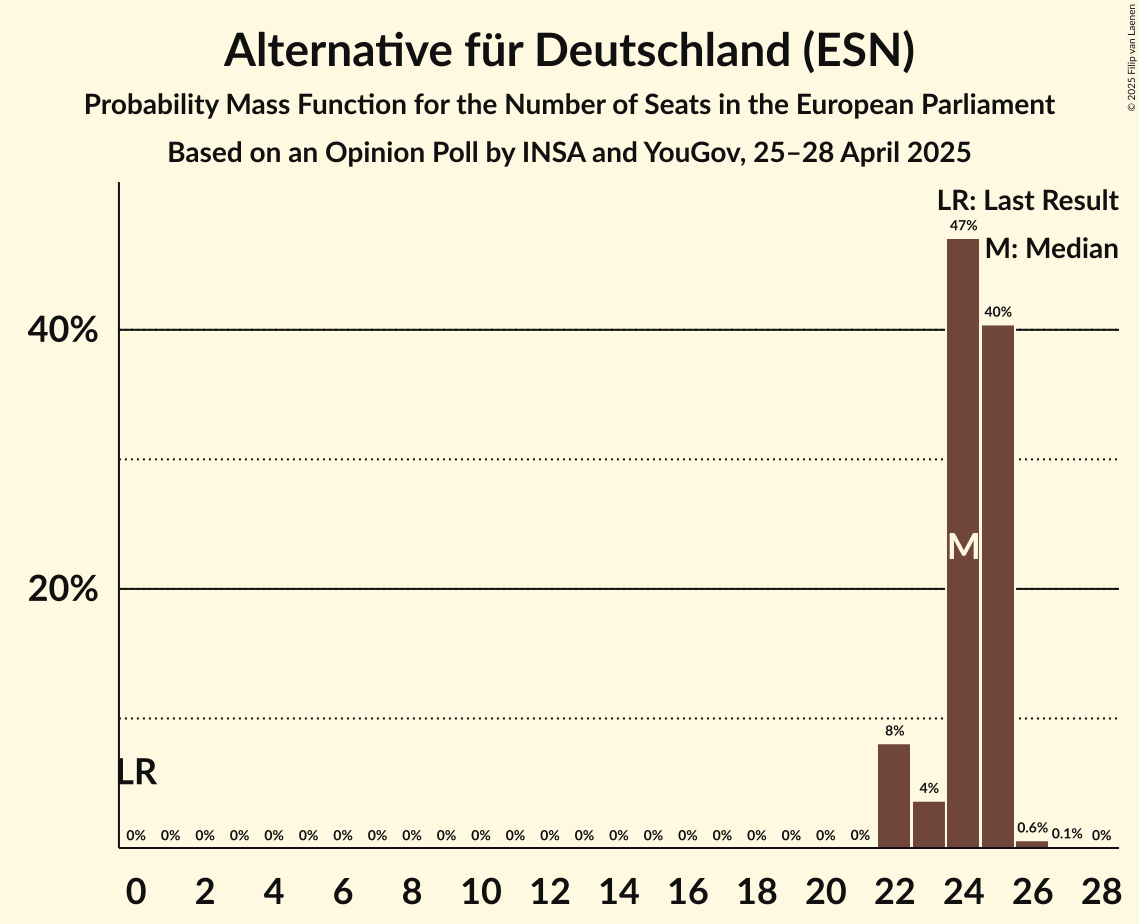 Alternative für Deutschland (ESN)
Probability Mass Function for the Number of Seats in the European Parliament
Based on an Opinion Poll by INSA and YouGov, 25–28 April 2025
© 2025 Filip van Laenen
LR: Last Result
M: Median
40%
20%
LR
M
0% 0% 0% 0% 0% 0% 0% 0% 0% 0% 0% 0% 0% 0% 0% 0% 0% 0% 0% 0% 0% 0% 8% 4% 47% 40% 0.6% 0.1% 0%
0 2 4 6 8 10 12 14 16 18 20 22 24 26 28